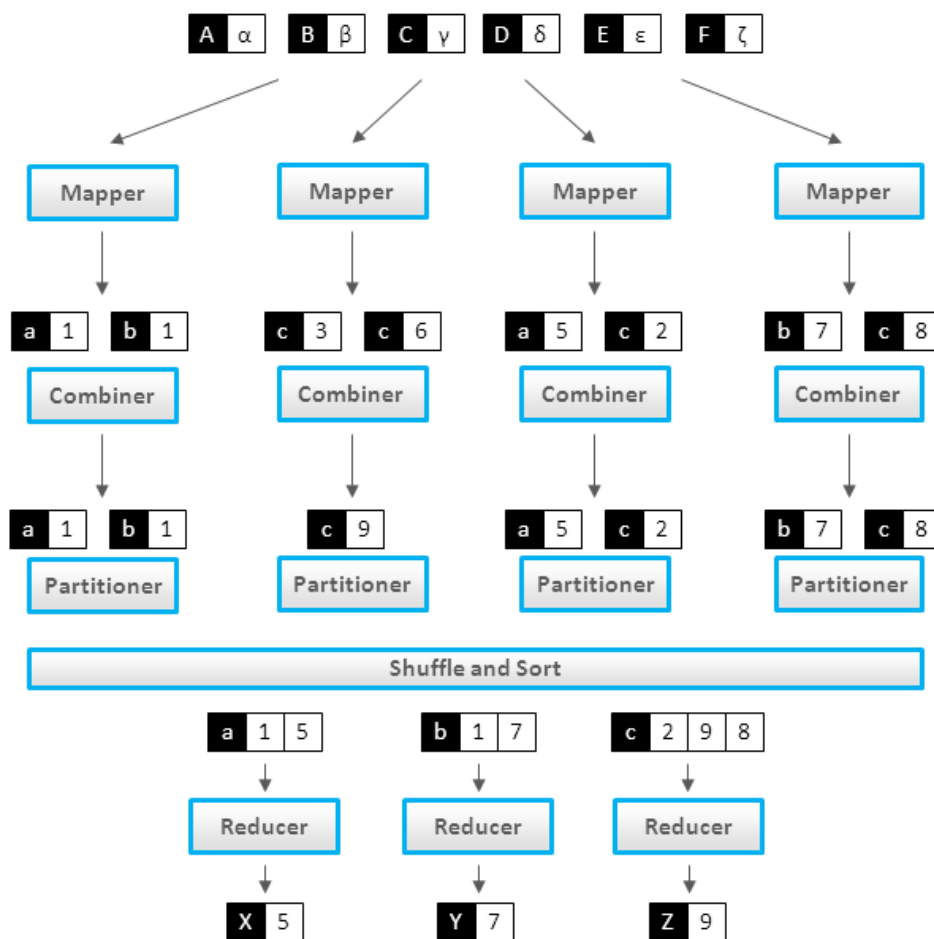 A α B β C γ D δ E ε F ζ
Mapper Mapper Mapper Mapper
a 1 b 1 c 3 c 6 a 5 c 2 b 7 c 8
Combiner Combiner Combiner Combiner
a 1 b 1 c 9 a 5 c 2 b 7 c 8
Partitioner Partitioner Partitioner Partitioner
Shuffle and Sort
a 1 5 b 1 7 c 2 9 8
Reducer Reducer Reducer
X 5 Y 7 Z 9